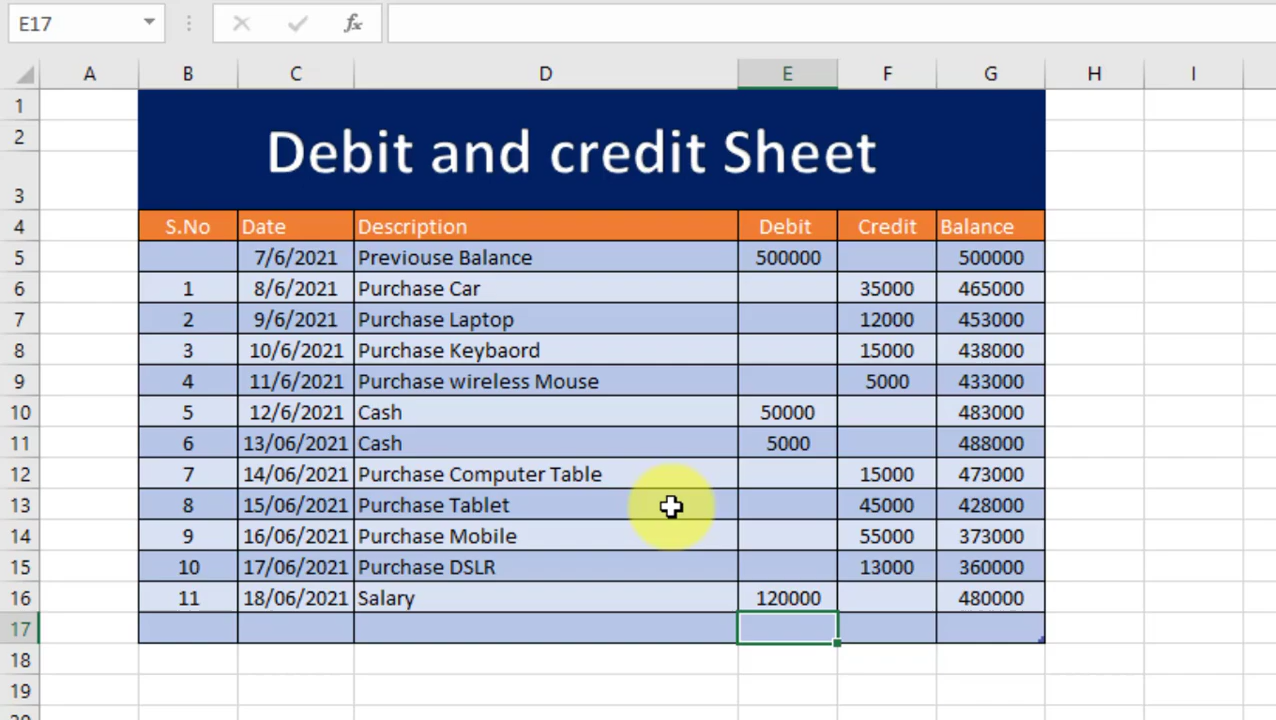 E17 fx
A B C D E F G H I
1
2 Debit and credit Sheet
3
4 S.No Date Description Debit Credit Balance
5 7/6/2021 Previouse Balance 500000 500000
6 1 8/6/2021 Purchase Car 35000 465000
7 2 9/6/2021 Purchase Laptop 12000 453000
8 3 10/6/2021 Purchase Keybaord 15000 438000
9 4 11/6/2021 Purchase wireless Mouse 5000 433000
10 5 12/6/2021 Cash 50000 483000
11 6 13/06/2021 Cash 5000 488000
12 7 14/06/2021 Purchase Computer Table 15000 473000
13 8 15/06/2021 Purchase Tablet 45000 428000
14 9 16/06/2021 Purchase Mobile 55000 373000
15 10 17/06/2021 Purchase DSLR 13000 360000
16 11 18/06/2021 Salary 120000 480000
17
18
19